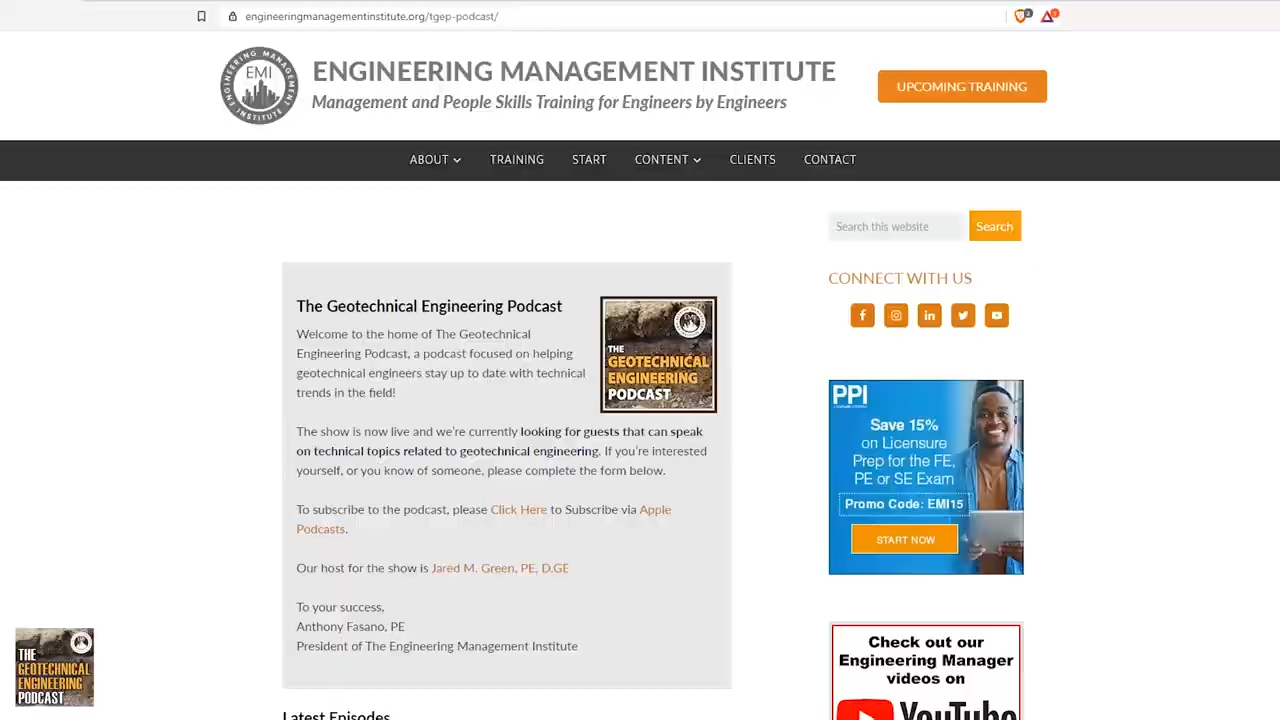 engineeringmanagementinstitute.org/tgep-podcast/
ENGINEERING MANAGEMENT INSTITUTE
EMI
ENGINEERING MANAGEMENT INSTITUTE
Management and People Skills Training for Engineers by Engineers
UPCOMING TRAINING
ABOUT
TRAINING
START
CONTENT
CLIENTS
CONTACT
Search this website
Search
CONNECT WITH US
The Geotechnical Engineering Podcast
Welcome to the home of The Geotechnical
Engineering Podcast, a podcast focused on helping
geotechnical engineers stay up to date with technical
trends in the field!
EMI
THE
GEOTECHNICAL
ENGINEERING
PODCAST
The show is now live and we're currently looking for guests that can speak
on technical topics related to geotechnical engineering. If you're interested
yourself, or you know of someone, please complete the form below.
To subscribe to the podcast, please Click Here to Subscribe via Apple
Podcasts.
Our host for the show is Jared M. Green, PE, D.GE
To your success,
Anthony Fasano, PE
President of The Engineering Management Institute
Latest Episodes
PPI
Save 15%
on Licensure
Prep for the FE,
PE or SE Exam
Promo Code: EMI15
START NOW
Check out our
Engineering Manager
videos on
YouTube
THE
GEOTECHNICAL
ENGINEERING
PODCAST